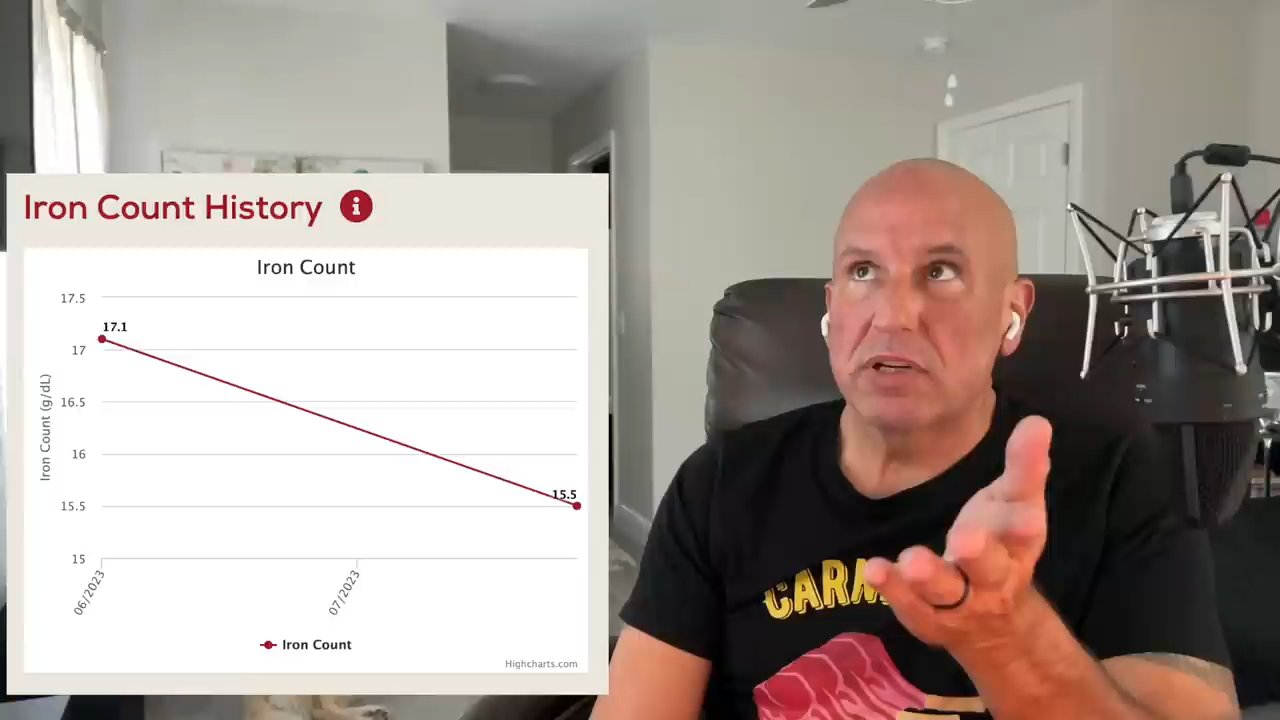 Iron Count History
Iron Count
17.5
17.1
17
16.5
16
15.5
15.5
15
Iron Count (g/dL)
06/2023
07/2023
Iron Count
Highcharts.com